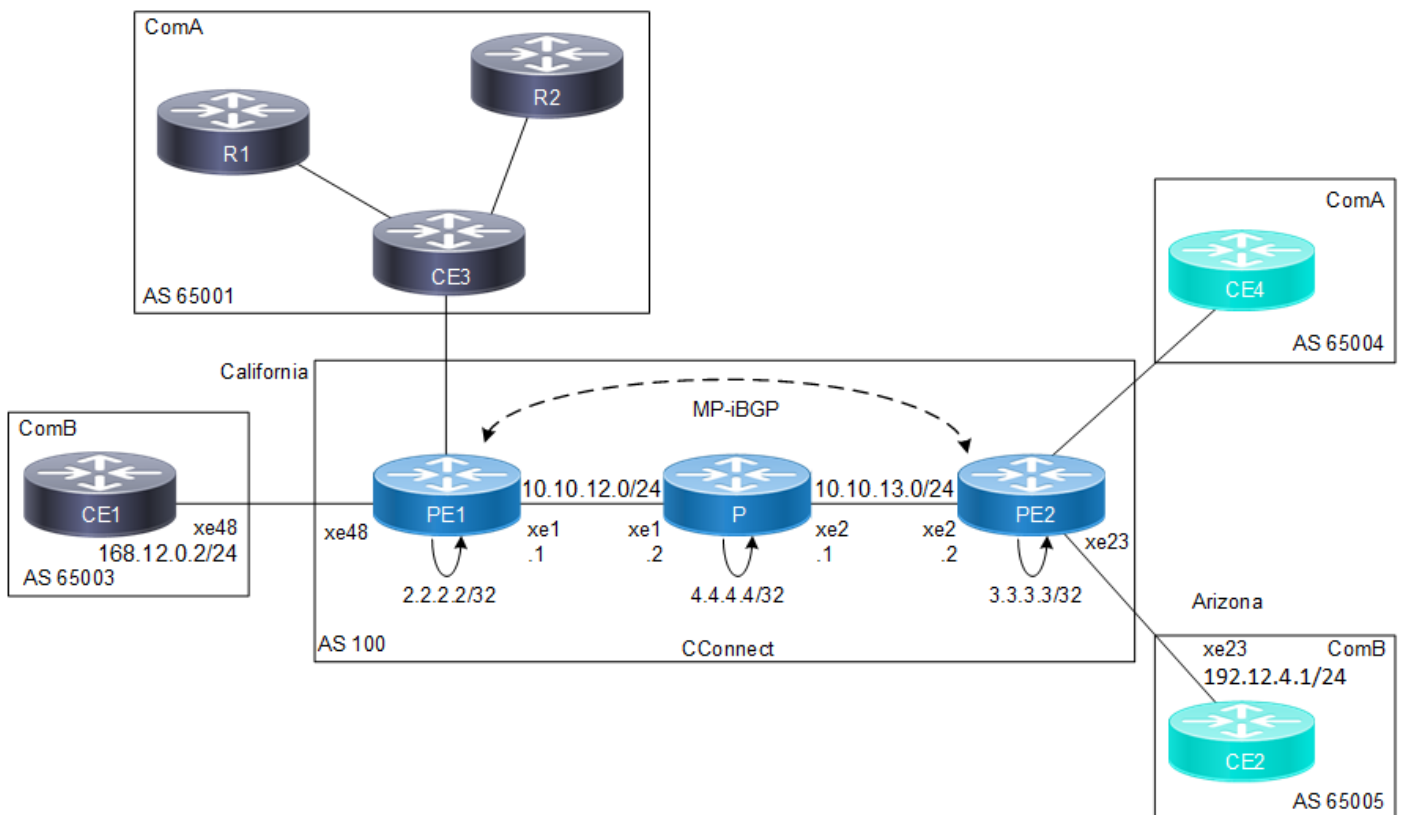 ComA
R2
R1
CE3
AS 65001
ComA
CE4
AS 65004
California
MP-iBGP
ComB
CE1
xe48
168.12.0.2/24
AS 65003
xe48
PE1
10.10.12.0/24
P
10.10.13.0/24
PE2
xe1
.1
xe1
.2
xe2
.1
xe2
.2
xe23
2.2.2.2/32
4.4.4.4/32
3.3.3.3/32
AS 100
CConnect
Arizona
xe23
ComB
192.12.4.1/24
CE2
AS 65005